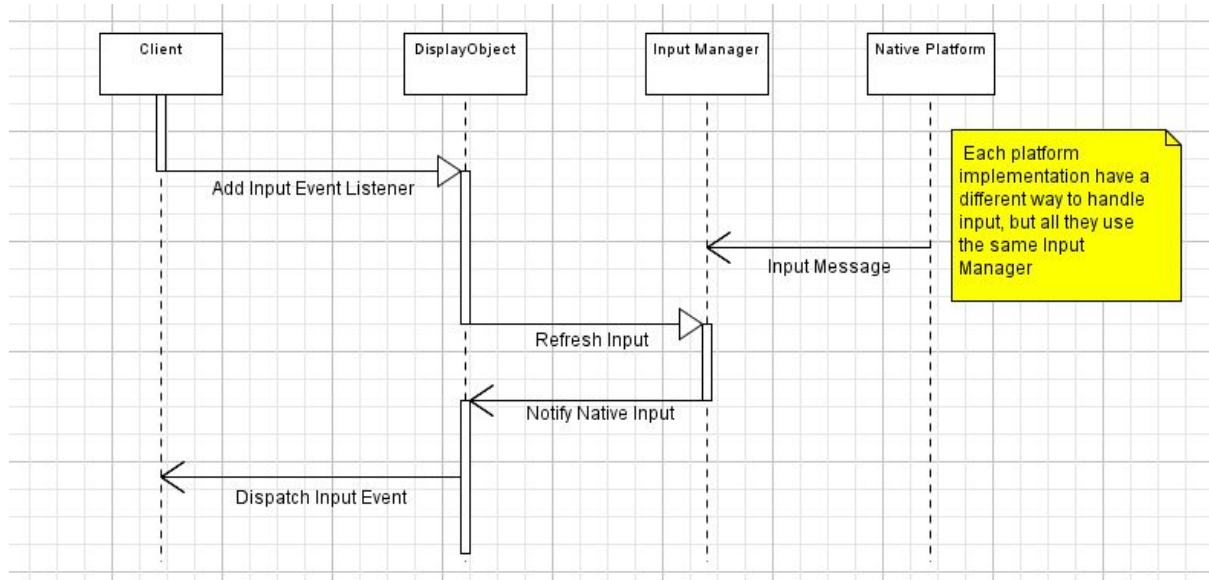 Client
DisplayObject
Input Manager
Native Platform
Each platform
implementation have a
different way to handle
input, but all they use
the same Input
Manager
Add Input Event Listener
Input Message
Refresh Input
Notify Native Input
Dispatch Input Event